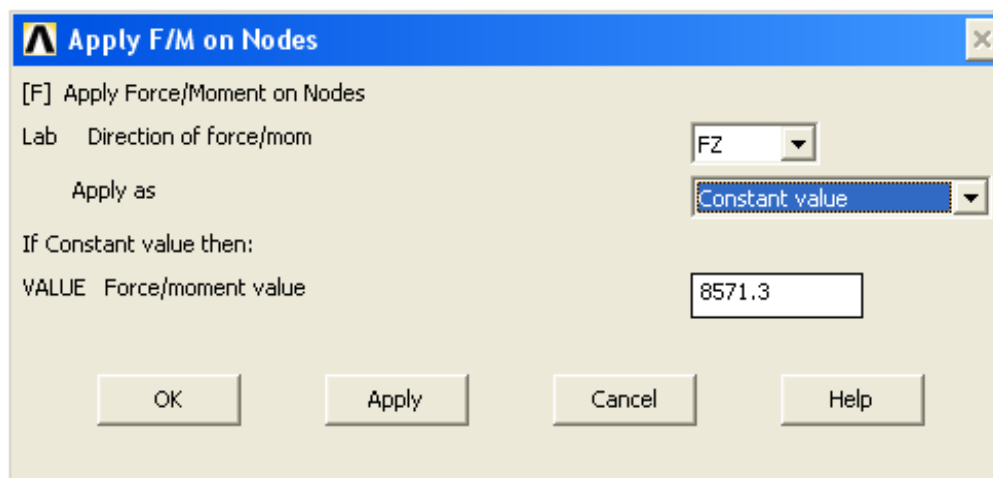 Apply F/M on Nodes
[F] Apply Force/Moment on Nodes
Lab Direction of force/mom FZ
Apply as Constant value
If Constant value then:
VALUE Force/moment value 8571.3
OK Apply Cancel Help